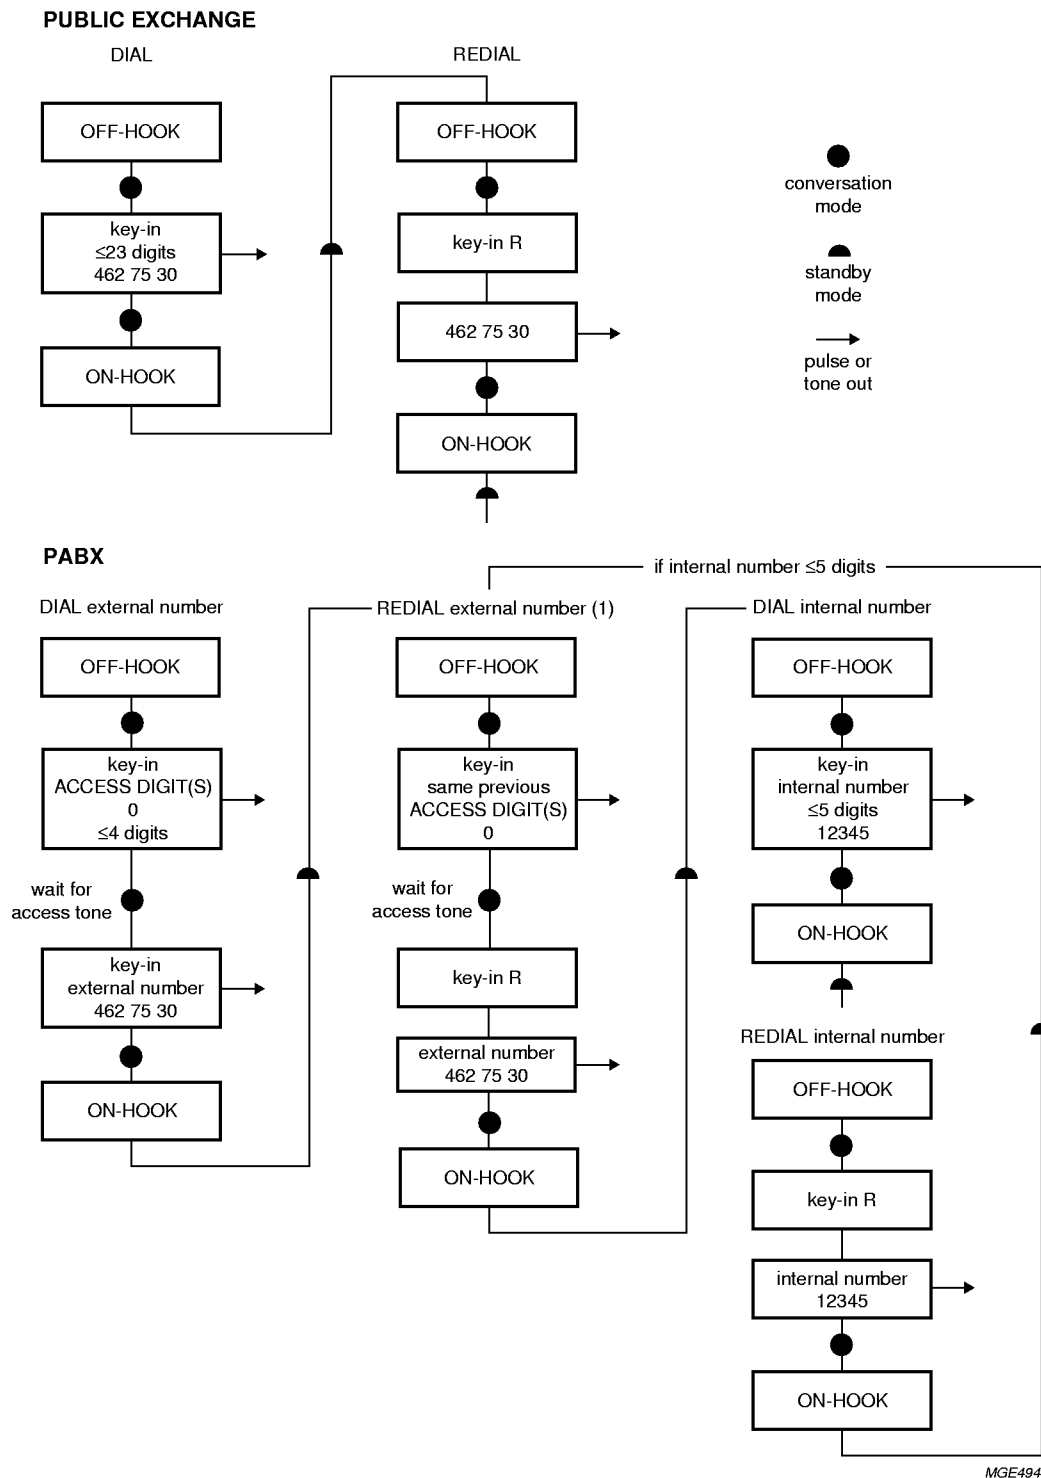 PUBLIC EXCHANGE
DIAL
REDIAL
OFF-HOOK
key-in
≤23 digits
462 75 30
ON-HOOK
OFF-HOOK
key-in R
462 75 30
ON-HOOK
conversation
mode
standby
mode
pulse or
tone out
PABX
if internal number ≤5 digits
DIAL external number
REDIAL external number (1)
DIAL internal number
OFF-HOOK
key-in
ACCESS DIGIT(S)
0
≤4 digits
wait for
access tone
key-in
external number
462 75 30
ON-HOOK
OFF-HOOK
key-in
same previous
ACCESS DIGIT(S)
0
wait for
access tone
key-in R
external number
462 75 30
ON-HOOK
OFF-HOOK
key-in
internal number
≤5 digits
12345
ON-HOOK
REDIAL internal number
OFF-HOOK
key-in R
internal number
12345
ON-HOOK
MGE494